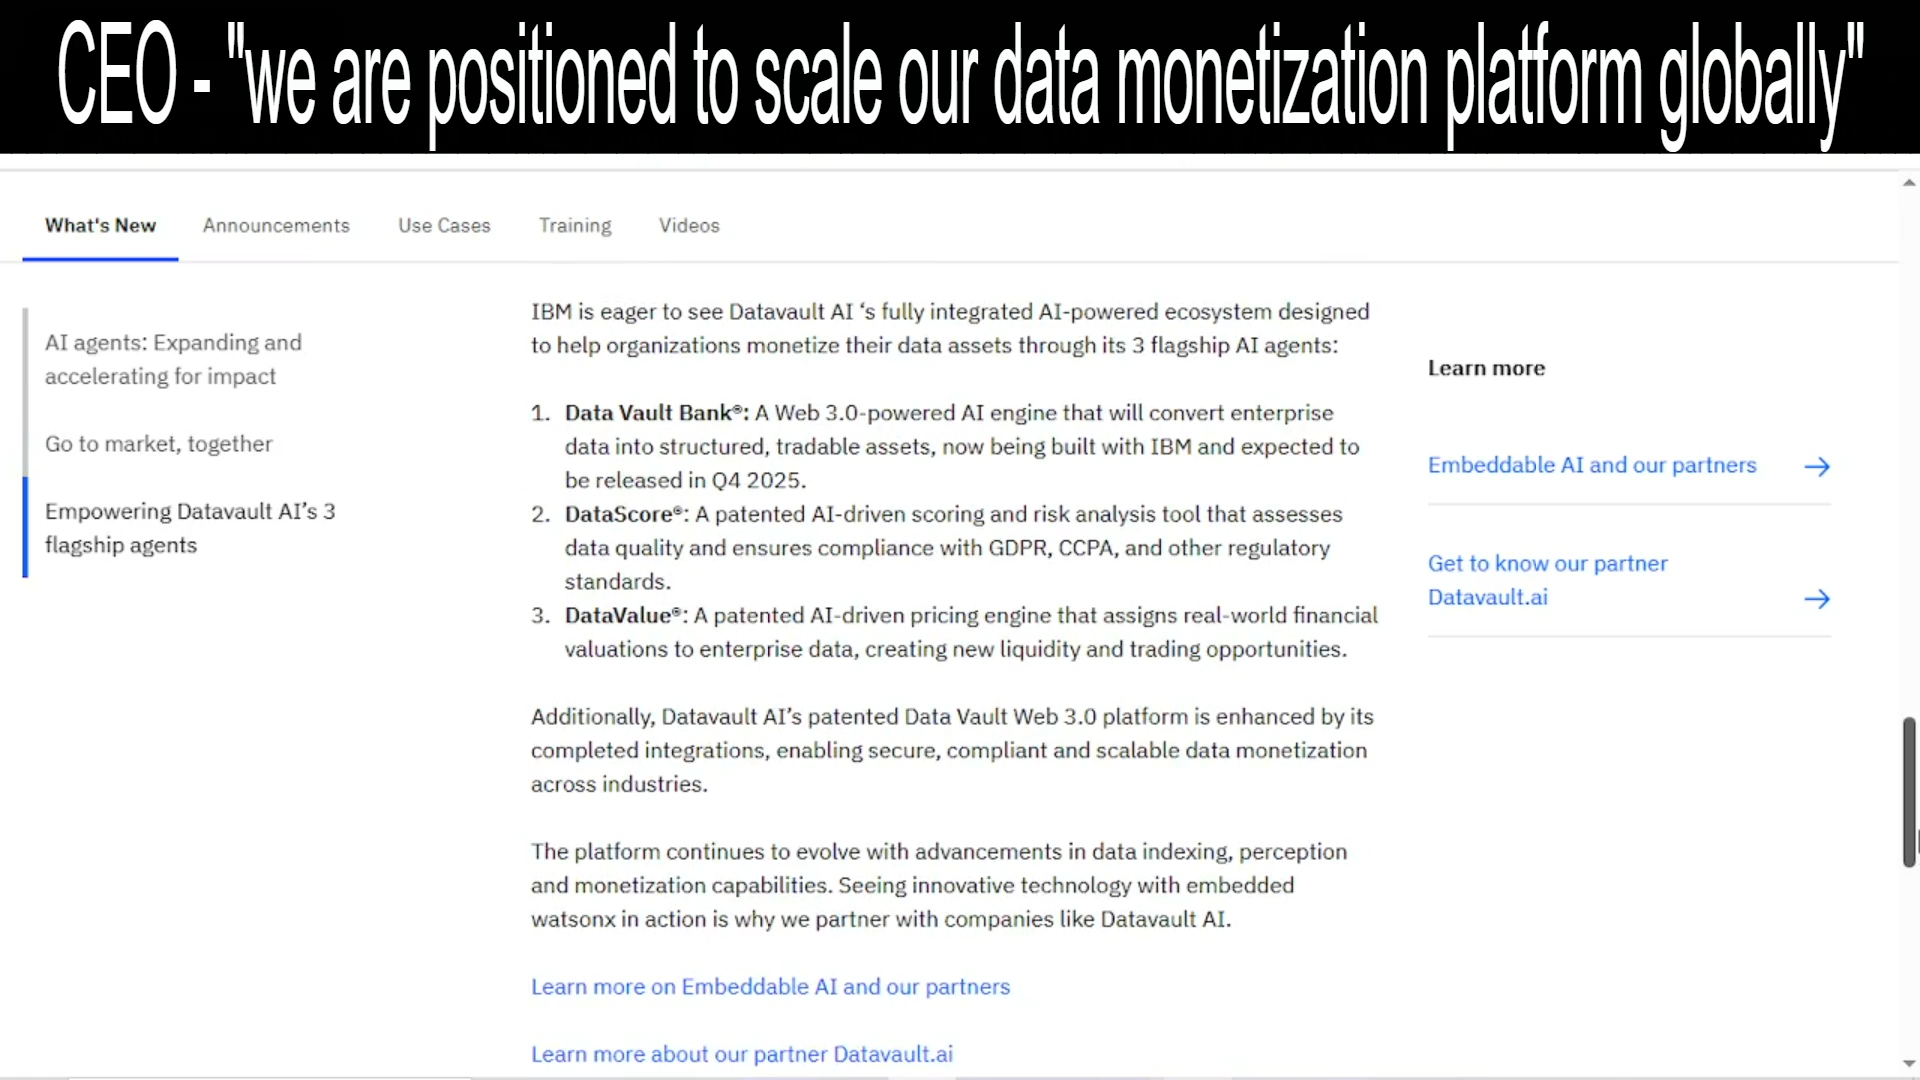 CEO - "we are positioned to scale our data monetization platform globally"
What's New
Announcements
Use Cases
Training
Videos
AI agents: Expanding and
accelerating for impact
Go to market, together
Empowering Datavault AI's 3
flagship agents
IBM is eager to see Datavault AI ‘s fully integrated AI-powered ecosystem designed
to help organizations monetize their data assets through its 3 flagship AI agents:
1. Data Vault Bank®: A Web 3.0-powered AI engine that will convert enterprise
data into structured, tradable assets, now being built with IBM and expected to
be released in Q4 2025.
2. DataScore®: A patented AI-driven scoring and risk analysis tool that assesses
data quality and ensures compliance with GDPR, CCPA, and other regulatory
standards.
3. DataValue®: A patented AI-driven pricing engine that assigns real-world financial
valuations to enterprise data, creating new liquidity and trading opportunities.
Additionally, Datavault AI’s patented Data Vault Web 3.0 platform is enhanced by its
completed integrations, enabling secure, compliant and scalable data monetization
across industries.
The platform continues to evolve with advancements in data indexing, perception
and monetization capabilities. Seeing innovative technology with embedded
watsonx in action is why we partner with companies like Datavault AI.
Learn more on Embeddable AI and our partners
Learn more about our partner Datavault.ai
Learn more
Embeddable AI and our partners
Get to know our partner
Datavault.ai